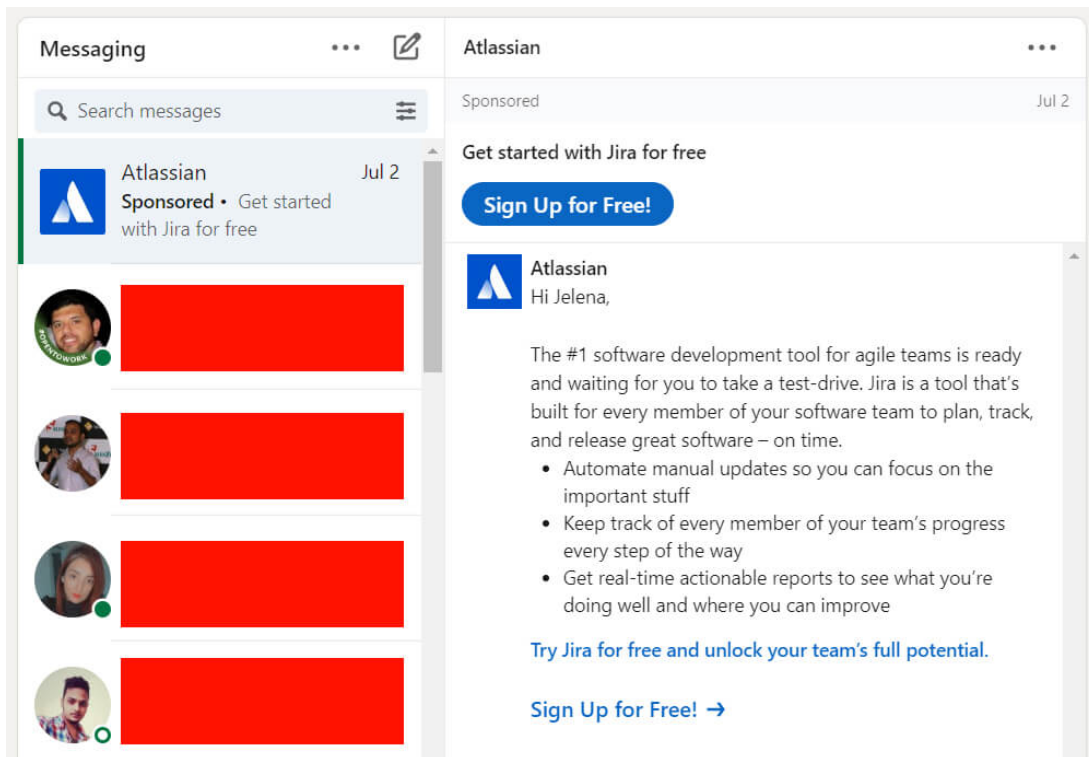 Messaging
Search messages
Atlassian Jul 2
Sponsored • Get started
with Jira for free
#OPENTOWORK
Atlassian
Sponsored Jul 2
Get started with Jira for free
Sign Up for Free!
Atlassian
Hi Jelena,
The #1 software development tool for agile teams is ready
and waiting for you to take a test-drive. Jira is a tool that's
built for every member of your software team to plan, track,
and release great software – on time.
• Automate manual updates so you can focus on the
important stuff
• Keep track of every member of your team's progress
every step of the way
• Get real-time actionable reports to see what you're
doing well and where you can improve
Try Jira for free and unlock your team's full potential.
Sign Up for Free! →